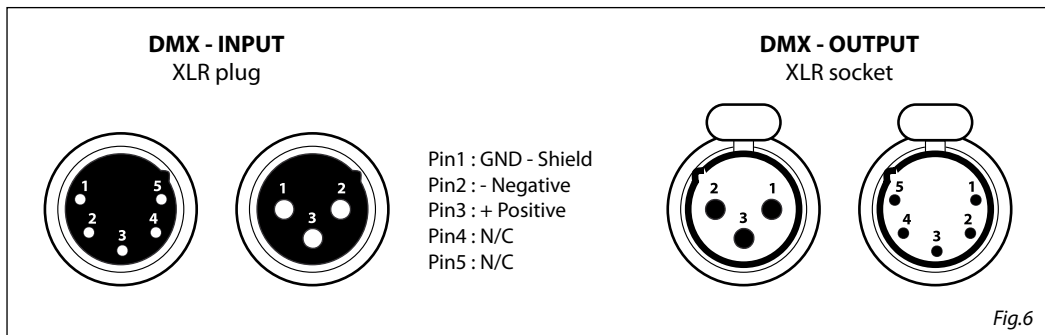 DMX - INPUT
XLR plug
1
5
2
4
3
1
2
3
Pin1 : GND - Shield
Pin2 : - Negative
Pin3 : + Positive
Pin4 : N/C
Pin5 : N/C
DMX - OUTPUT
XLR socket
2
1
3
5
1
4
2
3
Fig.6